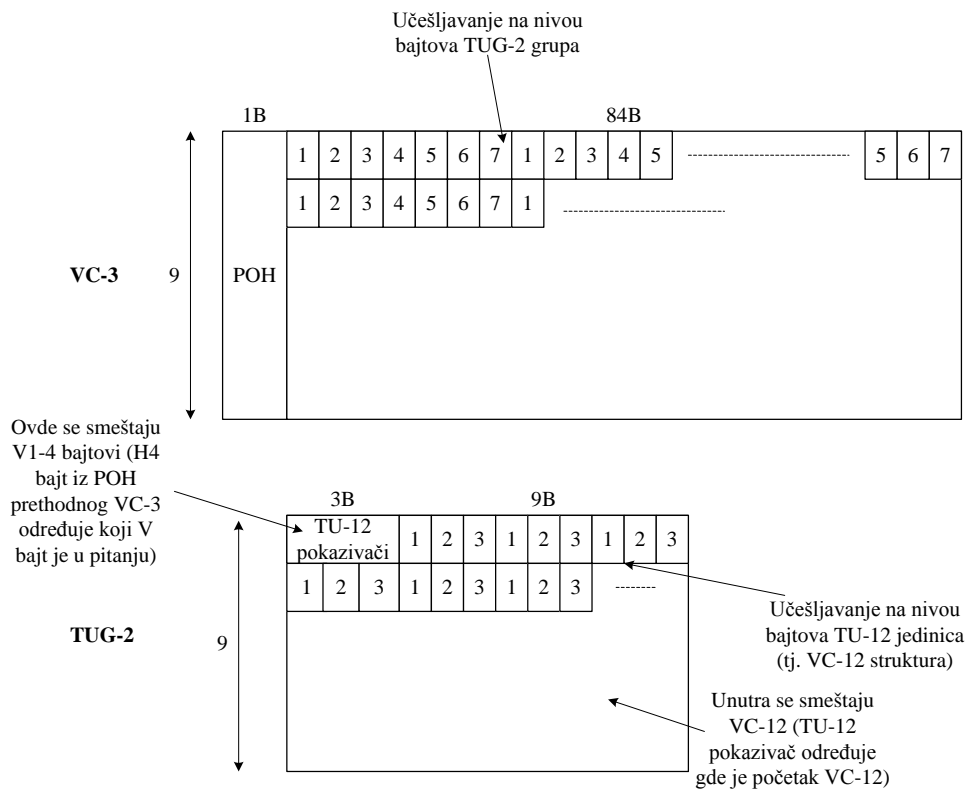 Učešljavanje na nivou
bajtova TUG-2 grupa
1B 84B
1 2 3 4 5 6 7 1 2 3 4 5 5 6 7
1 2 3 4 5 6 7 1
VC-3 9 POH
Ovde se smeštaju
V1-4 bajtovi (H4
bajt iz POH
prethodnog VC-3
određuje koji V
bajt je u pitanju)
3B 9B
TU-12
pokazivači
1 2 3 1 2 3 1 2 3
1 2 3 1 2 3 1 2 3
TUG-2 9
Učešljavanje na nivou
bajtova TU-12 jedinica
(tj. VC-12 struktura)
Unutra se smeštaju
VC-12 (TU-12
pokazivač određuje
gde je početak VC-12)